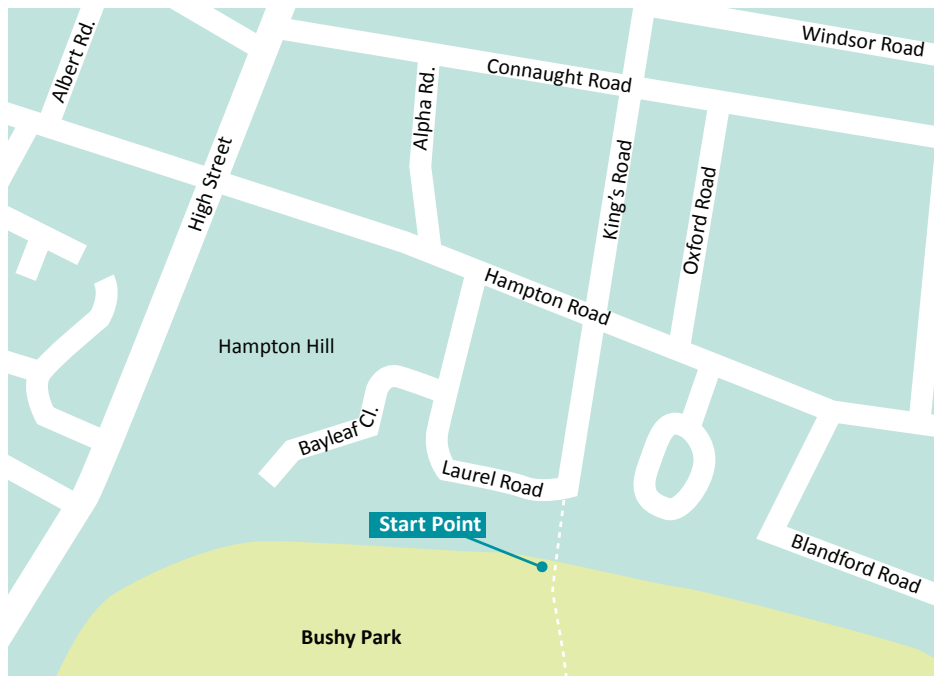 Windsor Road
Albert Rd.
Connaught Road
Alpha Rd.
High Street
King's Road
Oxford Road
Hampton Road
Hampton Hill
Bayleaf Cl.
Laurel Road
Start Point
Blandford Road
Bushy Park